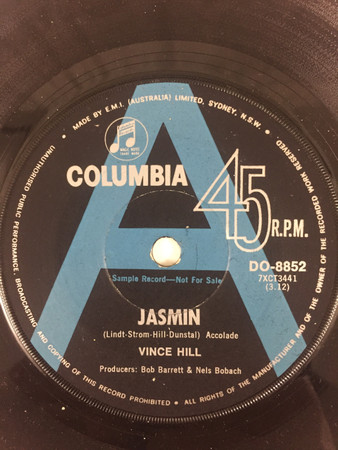 MADE BY E.M.I. (AUSTRALIA) LIMITED, SYDNEY, N.S.W.
COLUMBIA
45 R.P.M.
DO-8852
7XCT3441
(3.12)
Sample Record—Not For Sale
JASMIN
(Lindt-Strom-Hill-Dunstal) Accolade
VINCE HILL
Producers: Bob Barrett & Nels Bobach
UNAUTHORISED PUBLIC PERFORMANCE, BROADCASTING AND COPYING OF THIS RECORD PROHIBITED • ALL RIGHTS OF THE MANUFACTURER AND OF THE OWNER OF THE RECORDED WORK RESERVED
A